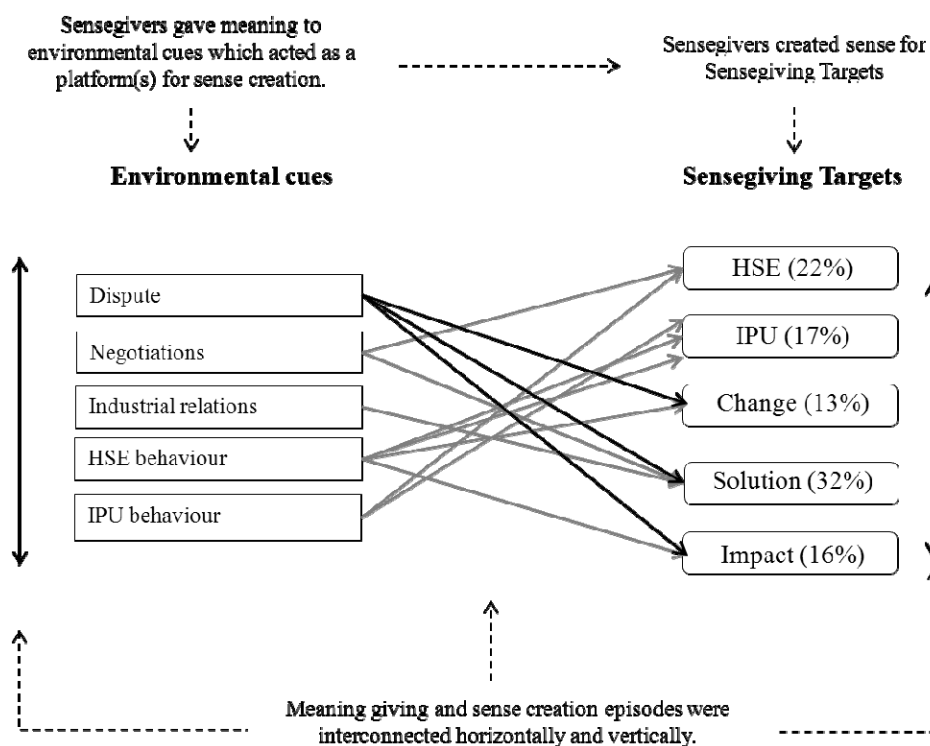 Sensegivers gave meaning to
environmental cues which acted as a
platform(s) for sense creation.
Sensegivers created sense for
Sensegiving Targets
Environmental cues
Sensegiving Targets
Dispute
Negotiations
Industrial relations
HSE behaviour
IPU behaviour
HSE (22%)
IPU (17%)
Change (13%)
Solution (32%)
Impact (16%)
Meaning giving and sense creation episodes were
interconnected horizontally and vertically.